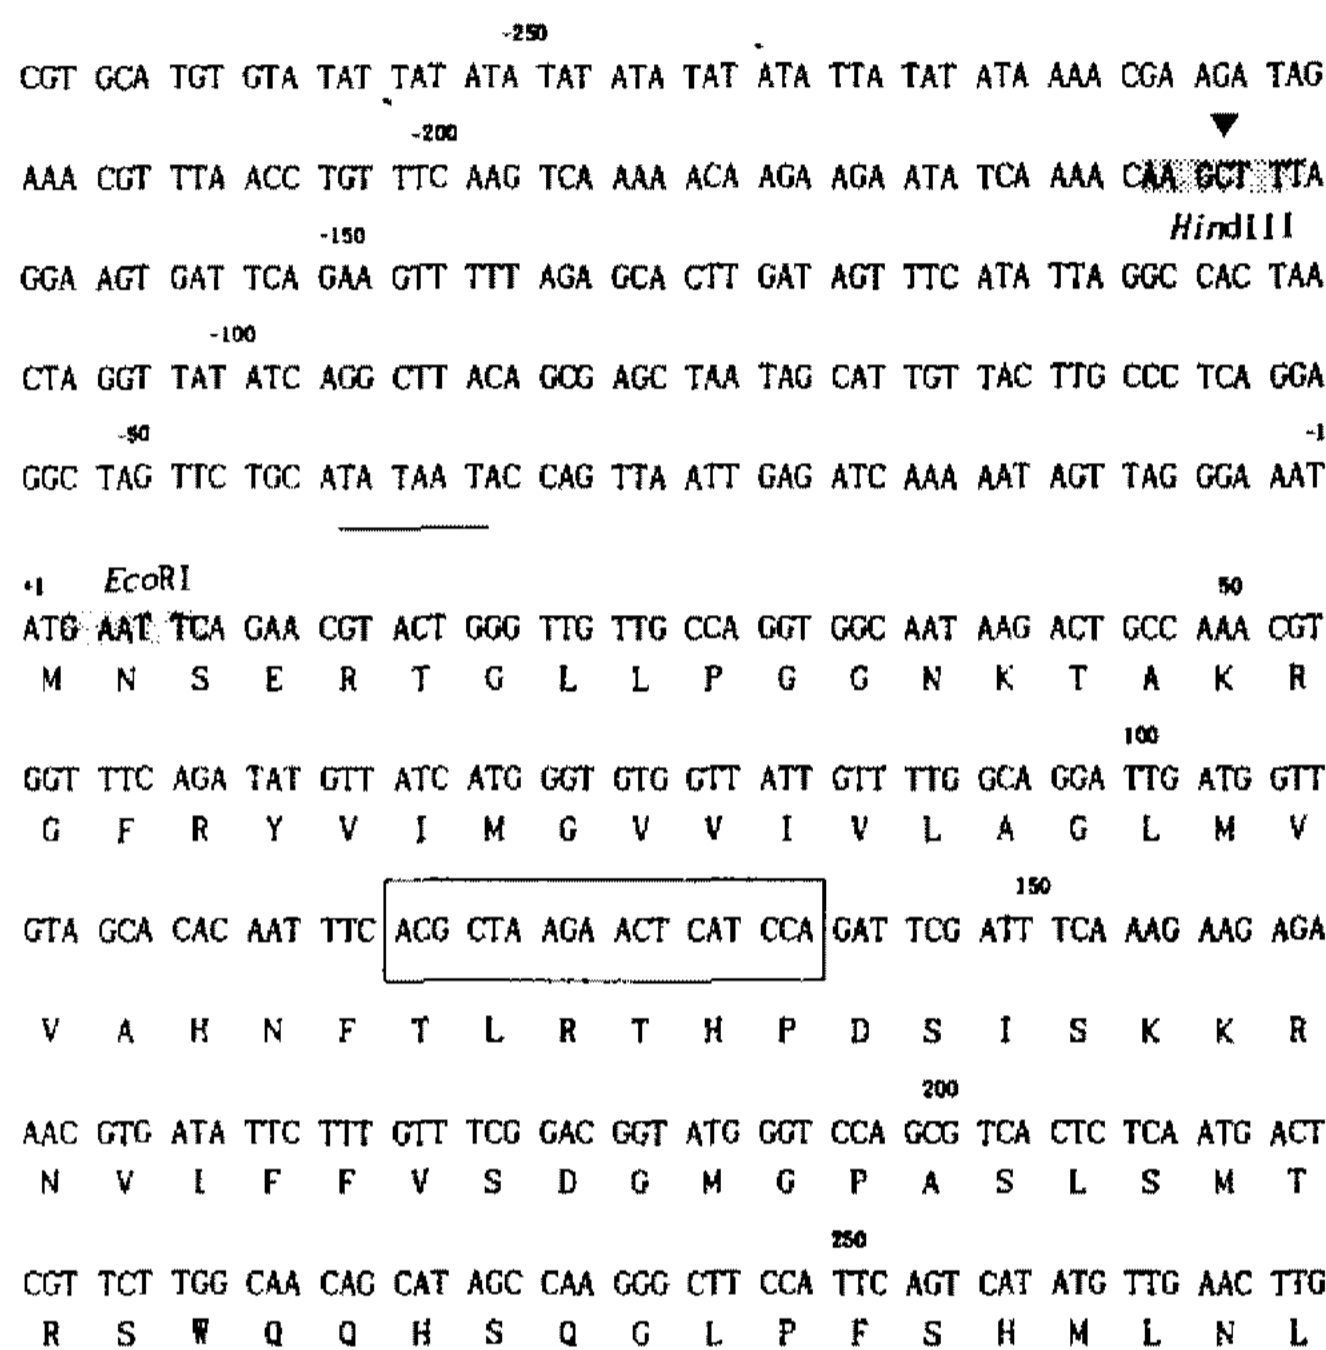 -250
CGT GCA TGT GTA TAT TAT ATA TAT ATA TAT ATA TTA TAT ATA AAA CGA AGA TAG
-200
AAA CGT TTA ACC TGT TTC AAG TCA AAA ACA AGA AGA ATA TCA AAA CAA GCT TTA
HindIII
-150
GGA AGT GAT TCA GAA GTT TTT AGA GCA CTT GAT AGT TTC ATA TTA GGC CAC TAA
-100
CTA GGT TAT ATC AGG CTT ACA GCG AGC TAA TAG CAT TGT TAC TTG CCC TCA GGA
-50 -1
GGC TAG TTC TGC ATA TAA TAC CAG TTA ATT GAG ATC AAA AAT AGT TAG GGA AAT
+1 EcoRI 50
ATG AAT TCA GAA CGT ACT GGG TTG TTG CCA GGT GGC AAT AAG ACT GCC AAA CGT
M N S E R T G L L P G G N K T A K R
100
GGT TTC AGA TAT GTT ATC ATG GGT GTG GTT ATT GTT TTG GCA GGA TTG ATG GTT
G F R Y V I M G V V I V L A G L M V
150
GTA GCA CAC AAT TTC ACG CTA AGA ACT CAT CCA GAT TCG ATT TCA AAG AAG AGA
V A H N F T L R T H P D S I S K K R
200
AAC GTG ATA TTC TTT GTT TCG GAC GGT ATG GGT CCA GCG TCA CTC TCA ATG ACT
N V I F F V S D G M G P A S L S M T
250
CGT TCT TGG CAA CAG CAT AGC CAA GGG CTT CCA TTC AGT CAT ATG TTG AAC TTG
R S W Q Q H S Q G L P F S H M L N L